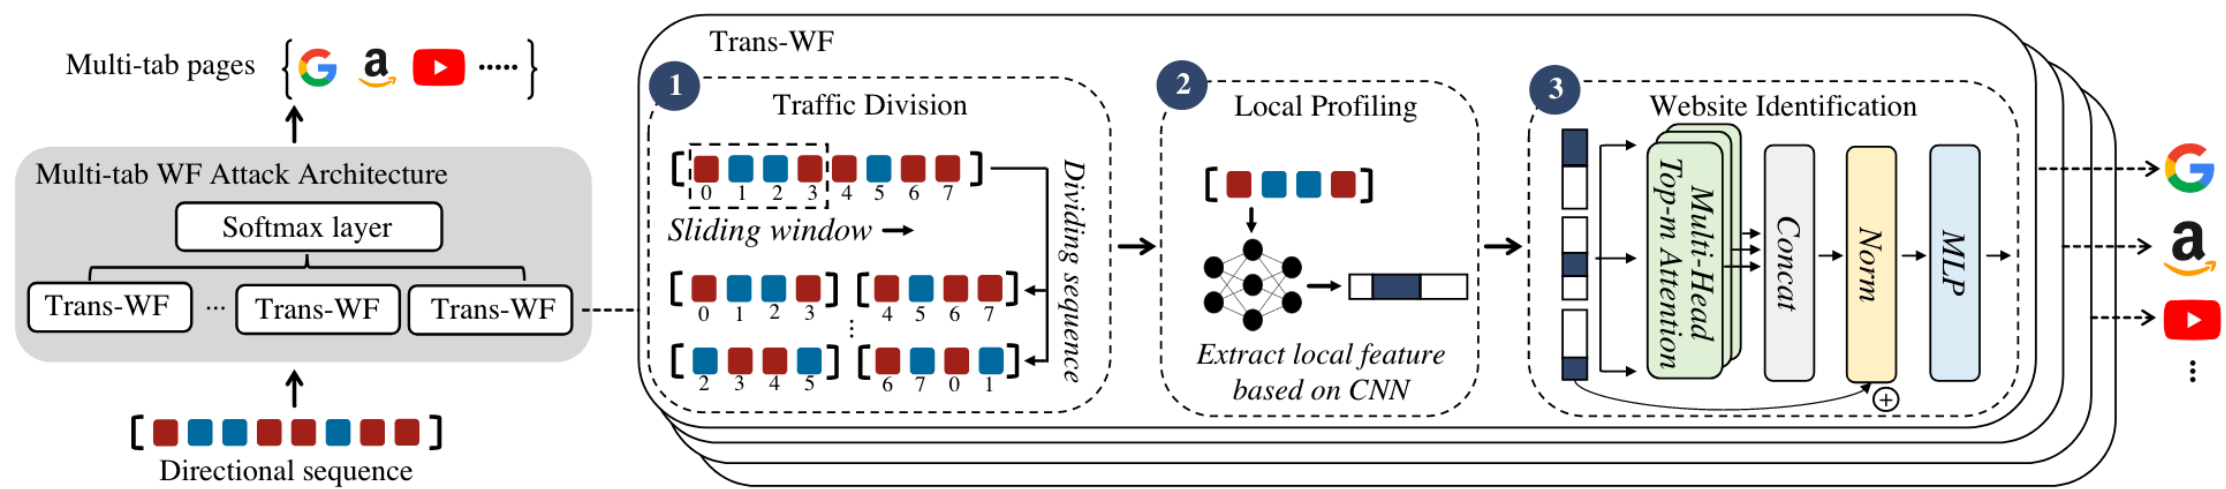 Multi-tab pages { G a ..... }
Multi-tab WF Attack Architecture
Softmax layer
Trans-WF ... Trans-WF Trans-WF
Directional sequence
Trans-WF
1
Traffic Division
0 1 2 3 4 5 6 7
Sliding window
Dividing sequence
0 1 2 3
4 5 6 7
2 3 4 5
6 7 0 1
2
Local Profiling
Extract local feature
based on CNN
3
Website Identification
Multi-Head
Top-m Attention
Concat
Norm
MLP
+
G
a